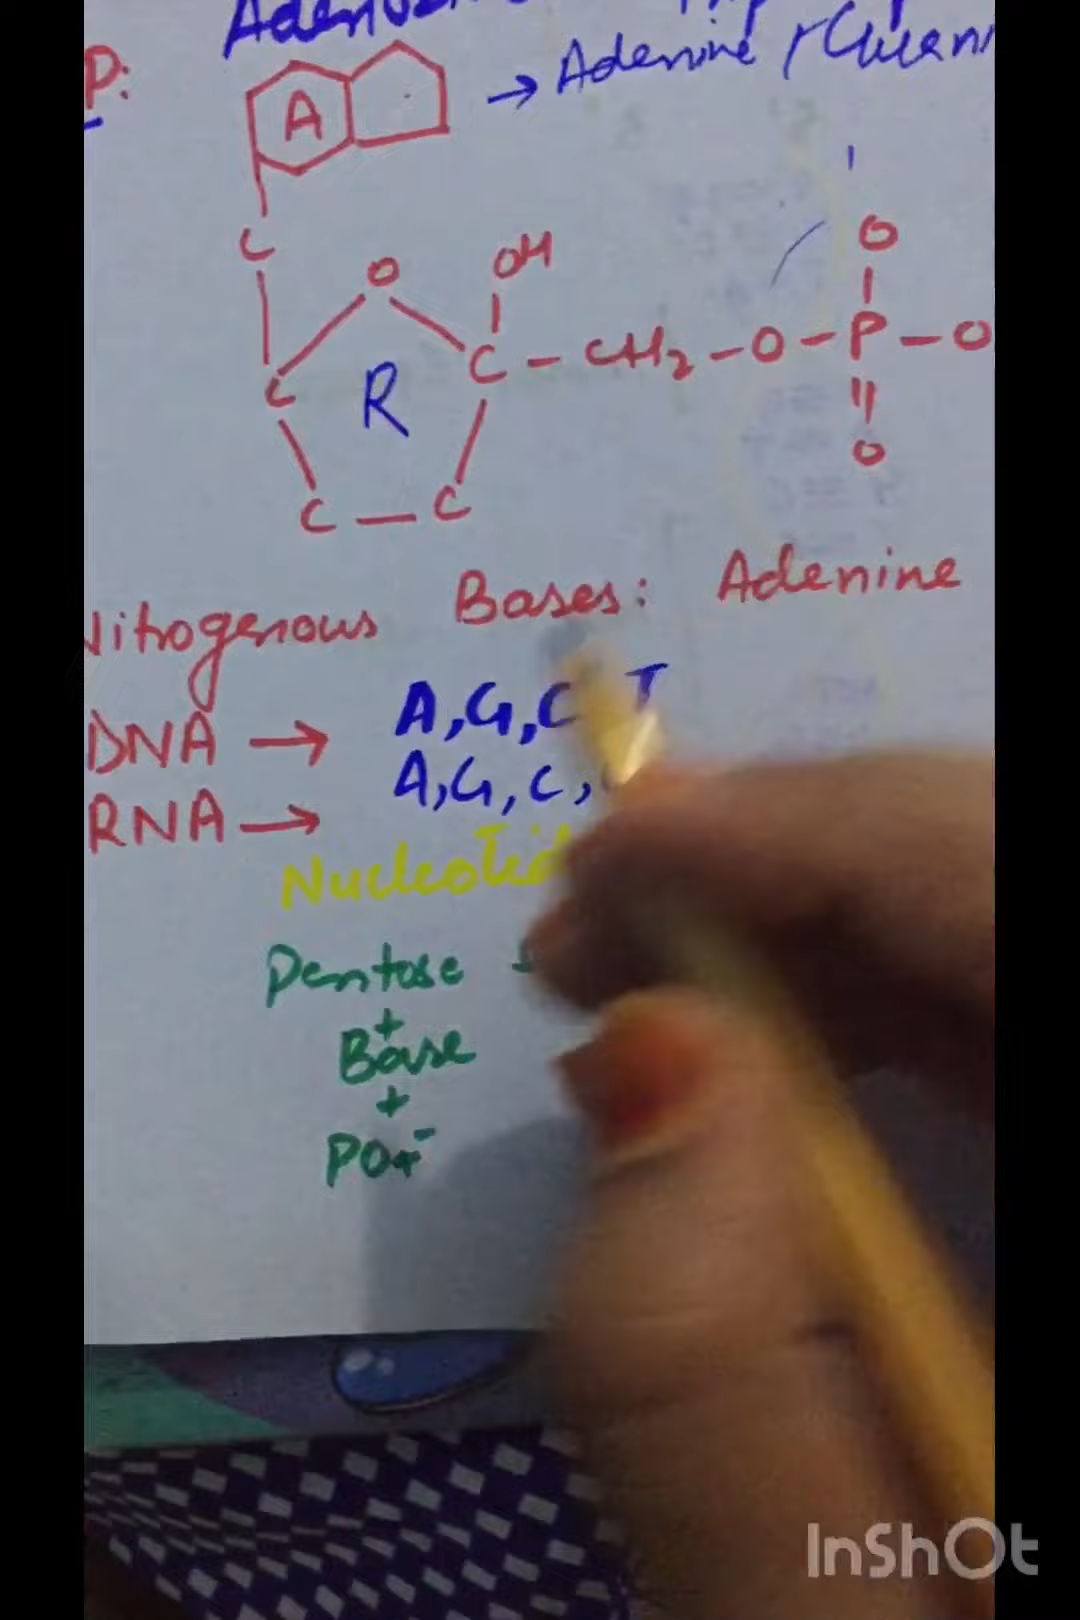 P:
A → Adenine /
C
O OH
C C - CH2 - O - P - O
O
O
R
C - C
Nitrogenous Bases: Adenine
DNA → A, G, C, T
RNA → A, G, C,
Pentose
+
Base
+
PO4-
InShOt